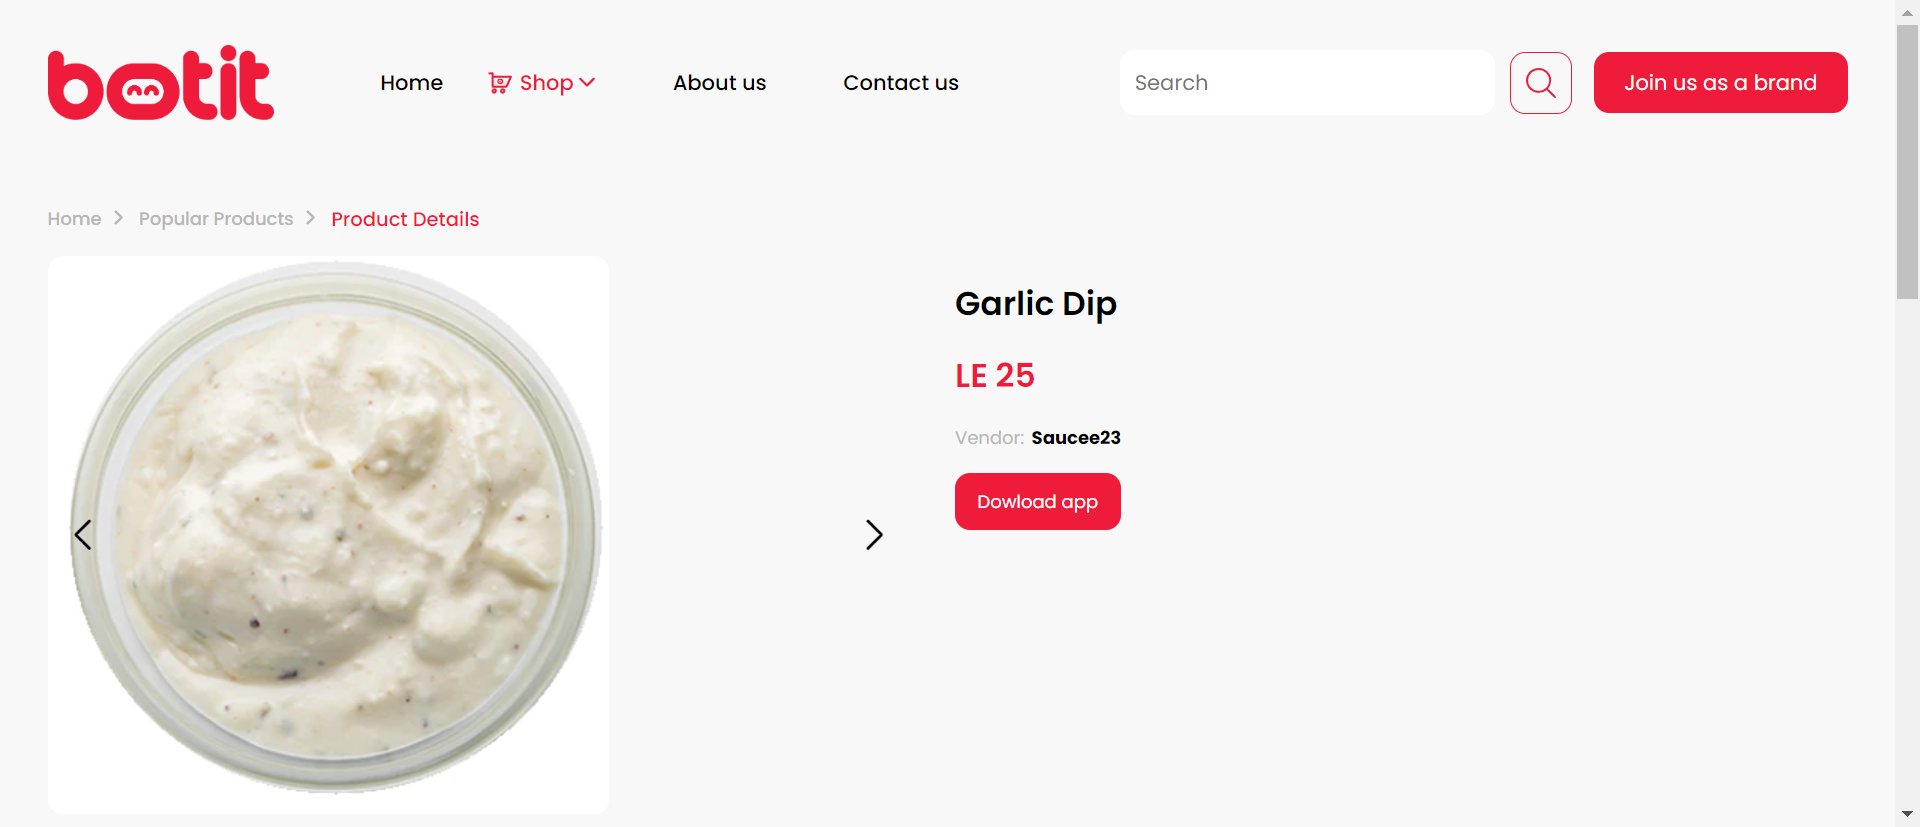 botit
Home
Shop
About us
Contact us
Search
Join us as a brand
Home
Popular Products
Product Details
Garlic Dip
LE 25
Vendor: Saucee23
Dowload app